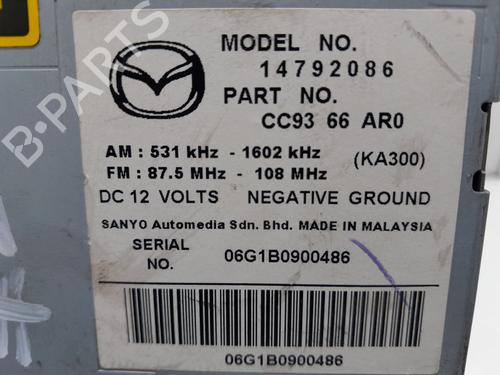 MODEL NO.
14792086
PART NO.
CC93 66 AR0
AM : 531 kHz - 1602 kHz (KA300)
FM : 87.5 MHz - 108 MHz
DC 12 VOLTS NEGATIVE GROUND
SANYO Automedia Sdn. Bhd. MADE IN MALAYSIA
SERIAL NO. 06G1B0900486
06G1B0900486
B-PARTS